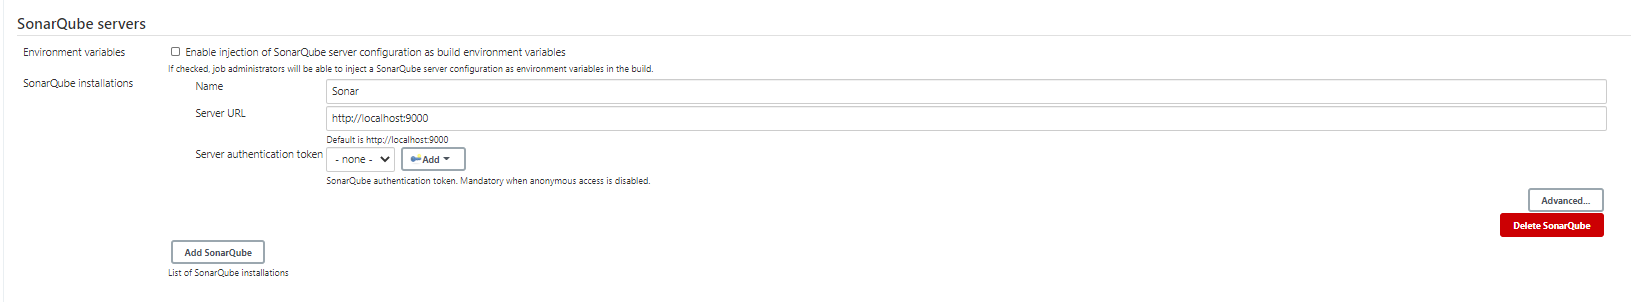 SonarQube servers
Environment variables
Enable injection of SonarQube server configuration as build environment variables
If checked, job administrators will be able to inject a SonarQube server configuration as environment variables in the build.
SonarQube installations
Name
Sonar
Server URL
http://localhost:9000
Default is http://localhost:9000
Server authentication token
- none -
Add
SonarQube authentication token. Mandatory when anonymous access is disabled.
Advanced...
Delete SonarQube
Add SonarQube
List of SonarQube installations